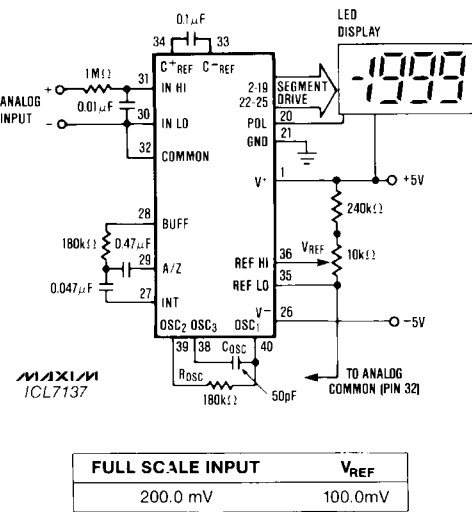 0.1µF
LED
DISPLAY
34 33
C⁺REF C⁻REF
-1999
1MΩ
31 IN HI
2-19 SEGMENT
22-25 DRIVE
ANALOG
INPUT
+
0.01µF
-
30 IN LO
POL 20
GND 21
32 COMMON
V⁺ 1
+5V
240kΩ
28 BUFF
180kΩ
0.47µF
29 A/Z
0.047µF
27 INT
REF HI 36
VREF
10kΩ
REF LO 35
V⁻ 26
-5V
OSC2 OSC3 OSC1
39 38 40
COSC
ROSC
180kΩ
50pF
TO ANALOG
COMMON (PIN 32)
MAXIM
ICL7137
FULL SCALE INPUT VREF
200.0 mV 100.0mV